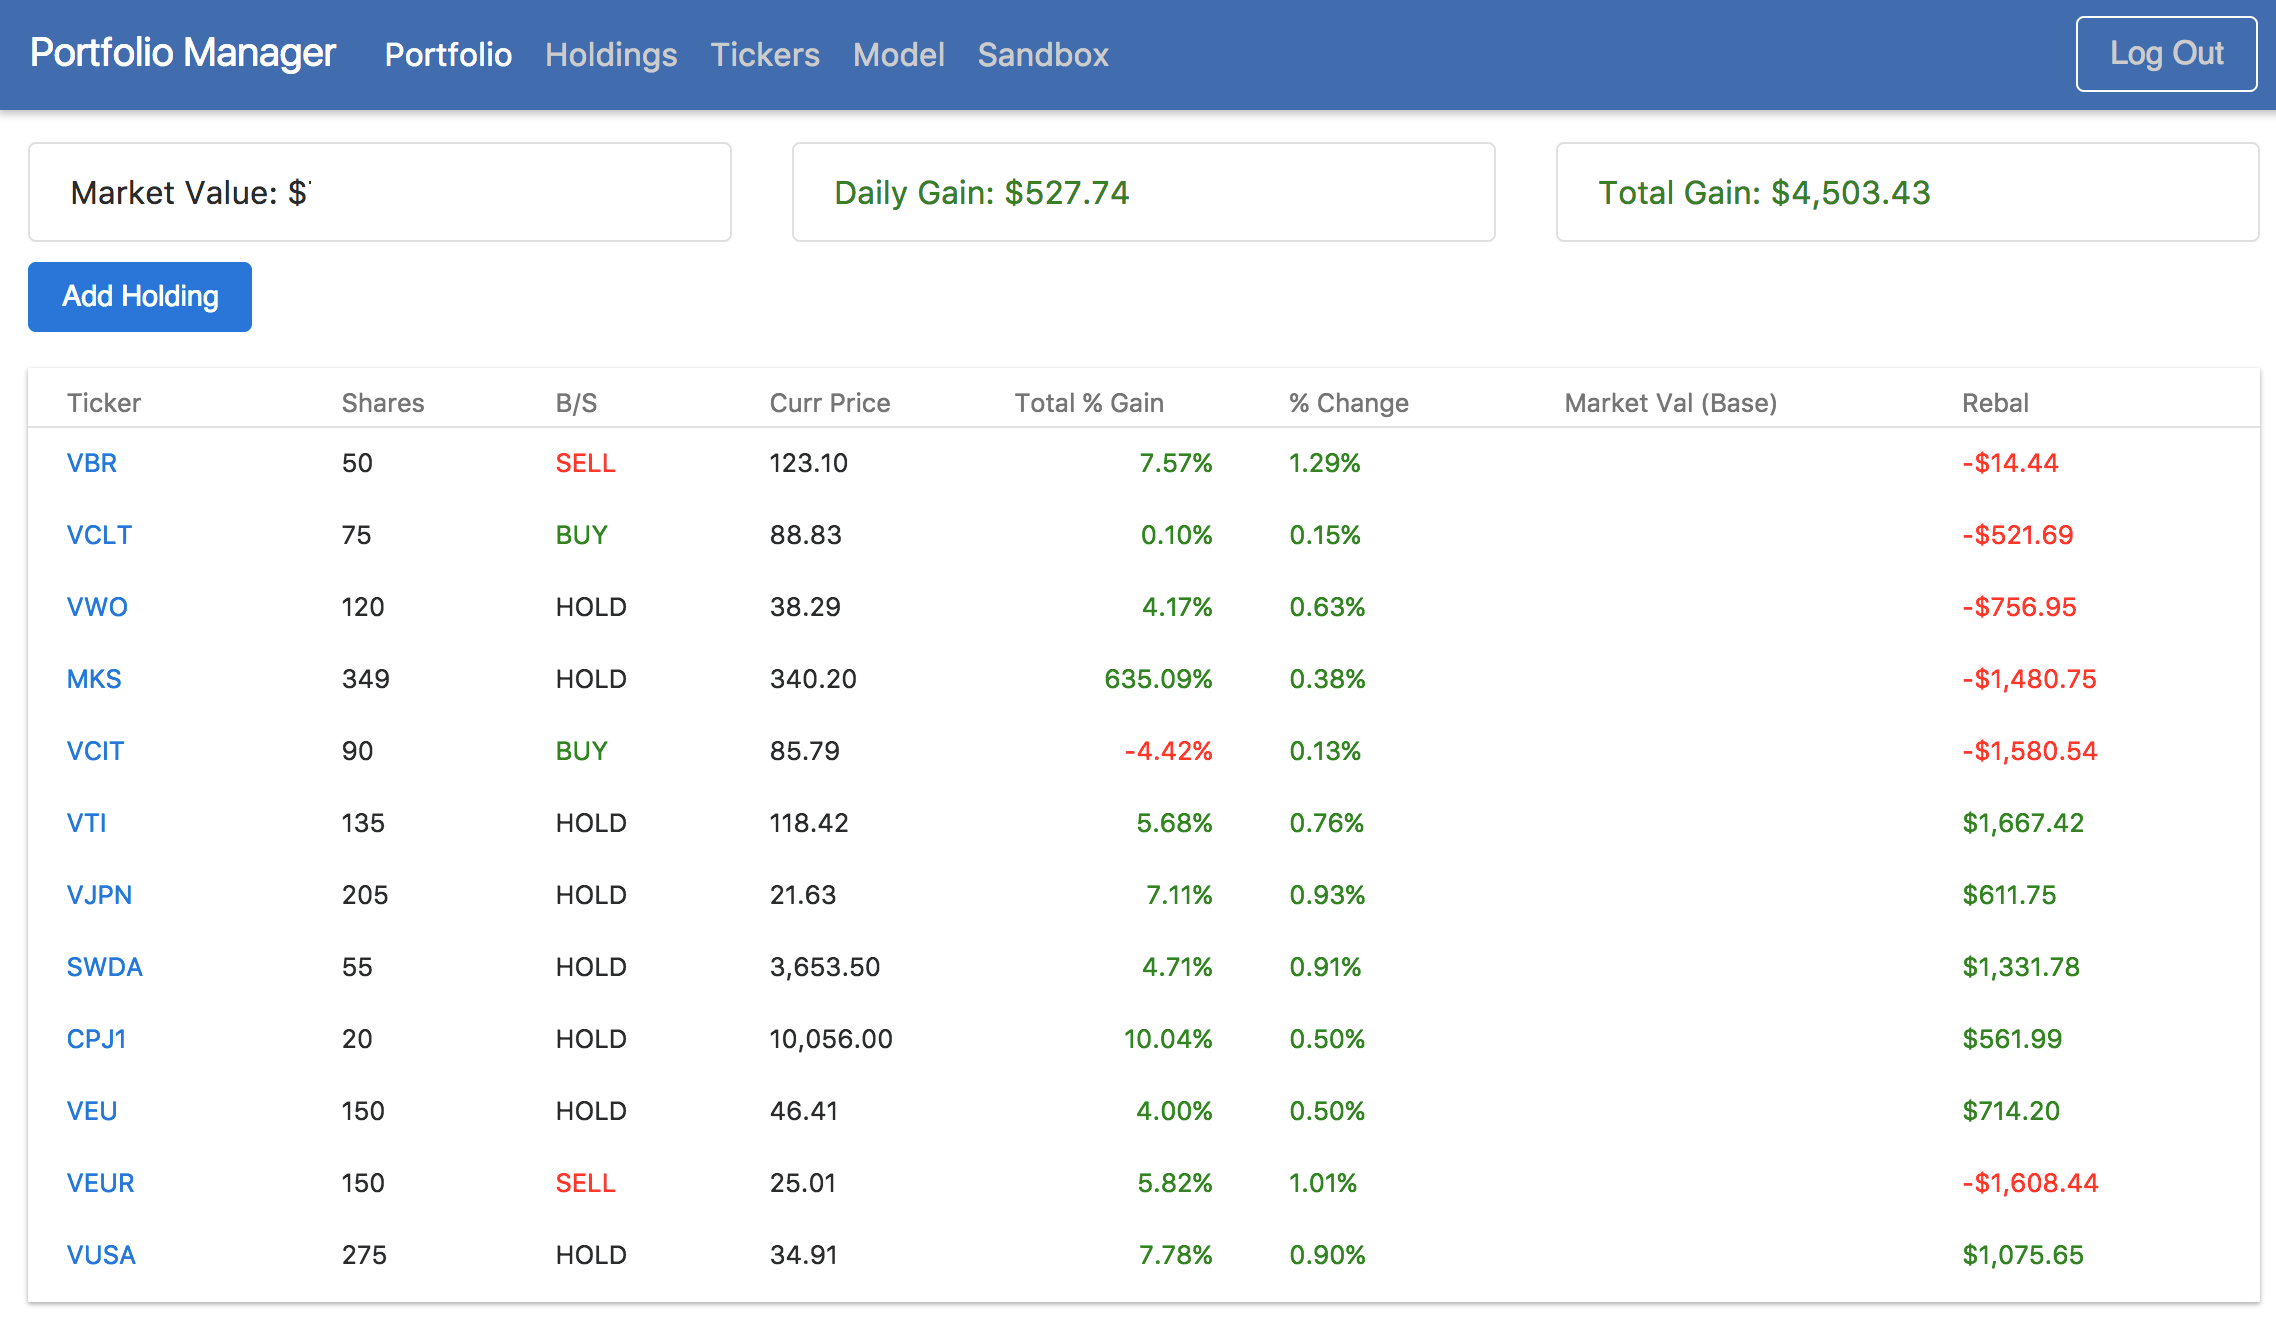 Portfolio Manager Portfolio Holdings Tickers Model Sandbox Log Out
Market Value: $ Daily Gain: $527.74 Total Gain: $4,503.43
Add Holding
Ticker Shares B/S Curr Price Total % Gain % Change Market Val (Base) Rebal
VBR 50 SELL 123.10 7.57% 1.29% -$14.44
VCLT 75 BUY 88.83 0.10% 0.15% -$521.69
VWO 120 HOLD 38.29 4.17% 0.63% -$756.95
MKS 349 HOLD 340.20 635.09% 0.38% -$1,480.75
VCIT 90 BUY 85.79 -4.42% 0.13% -$1,580.54
VTI 135 HOLD 118.42 5.68% 0.76% $1,667.42
VJPN 205 HOLD 21.63 7.11% 0.93% $611.75
SWDA 55 HOLD 3,653.50 4.71% 0.91% $1,331.78
CPJ1 20 HOLD 10,056.00 10.04% 0.50% $561.99
VEU 150 HOLD 46.41 4.00% 0.50% $714.20
VEUR 150 SELL 25.01 5.82% 1.01% -$1,608.44
VUSA 275 HOLD 34.91 7.78% 0.90% $1,075.65